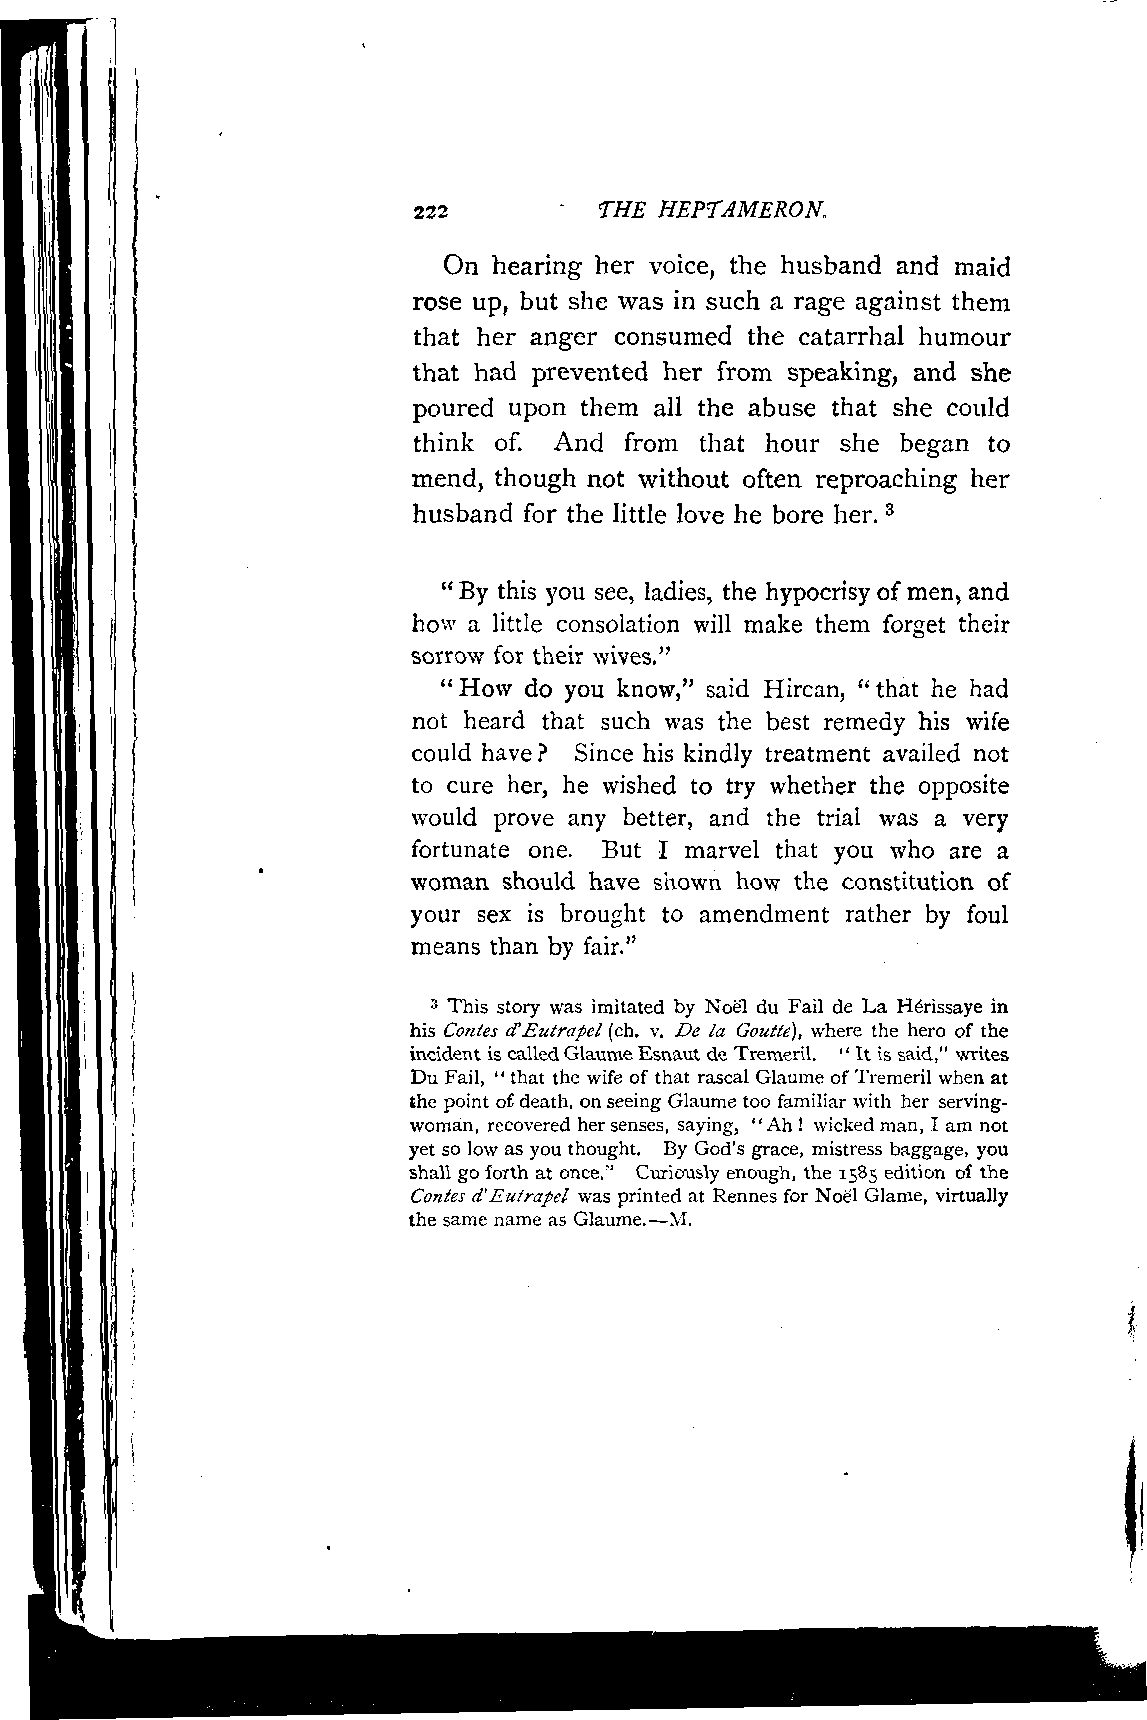 222 THE HEPTAMERON.
On hearing her voice, the husband and maid
rose up, but she was in such a rage against them
that her anger consumed the catarrhal humour
that had prevented her from speaking, and she
poured upon them all the abuse that she could
think of. And from that hour she began to
mend, though not without often reproaching her
husband for the little love he bore her. 3
"By this you see, ladies, the hypocrisy of men, and
how a little consolation will make them forget their
sorrow for their wives."
"How do you know," said Hircan, "that he had
not heard that such was the best remedy his wife
could have? Since his kindly treatment availed not
to cure her, he wished to try whether the opposite
would prove any better, and the trial was a very
fortunate one. But I marvel that you who are a
woman should have shown how the constitution of
your sex is brought to amendment rather by foul
means than by fair."
3 This story was imitated by Noël du Fail de La Hérissaye in
his Contes d'Eutrapel (ch. v. De la Goutte), where the hero of the
incident is called Glaume Esnaut de Tremeril. "It is said," writes
Du Fail, "that the wife of that rascal Glaume of Tremeril when at
the point of death, on seeing Glaume too familiar with her serving-
woman, recovered her senses, saying, "Ah! wicked man, I am not
yet so low as you thought. By God's grace, mistress baggage, you
shall go forth at once." Curiously enough, the 1585 edition of the
Contes d'Eutrapel was printed at Rennes for Noël Glame, virtually
the same name as Glaume.—M.